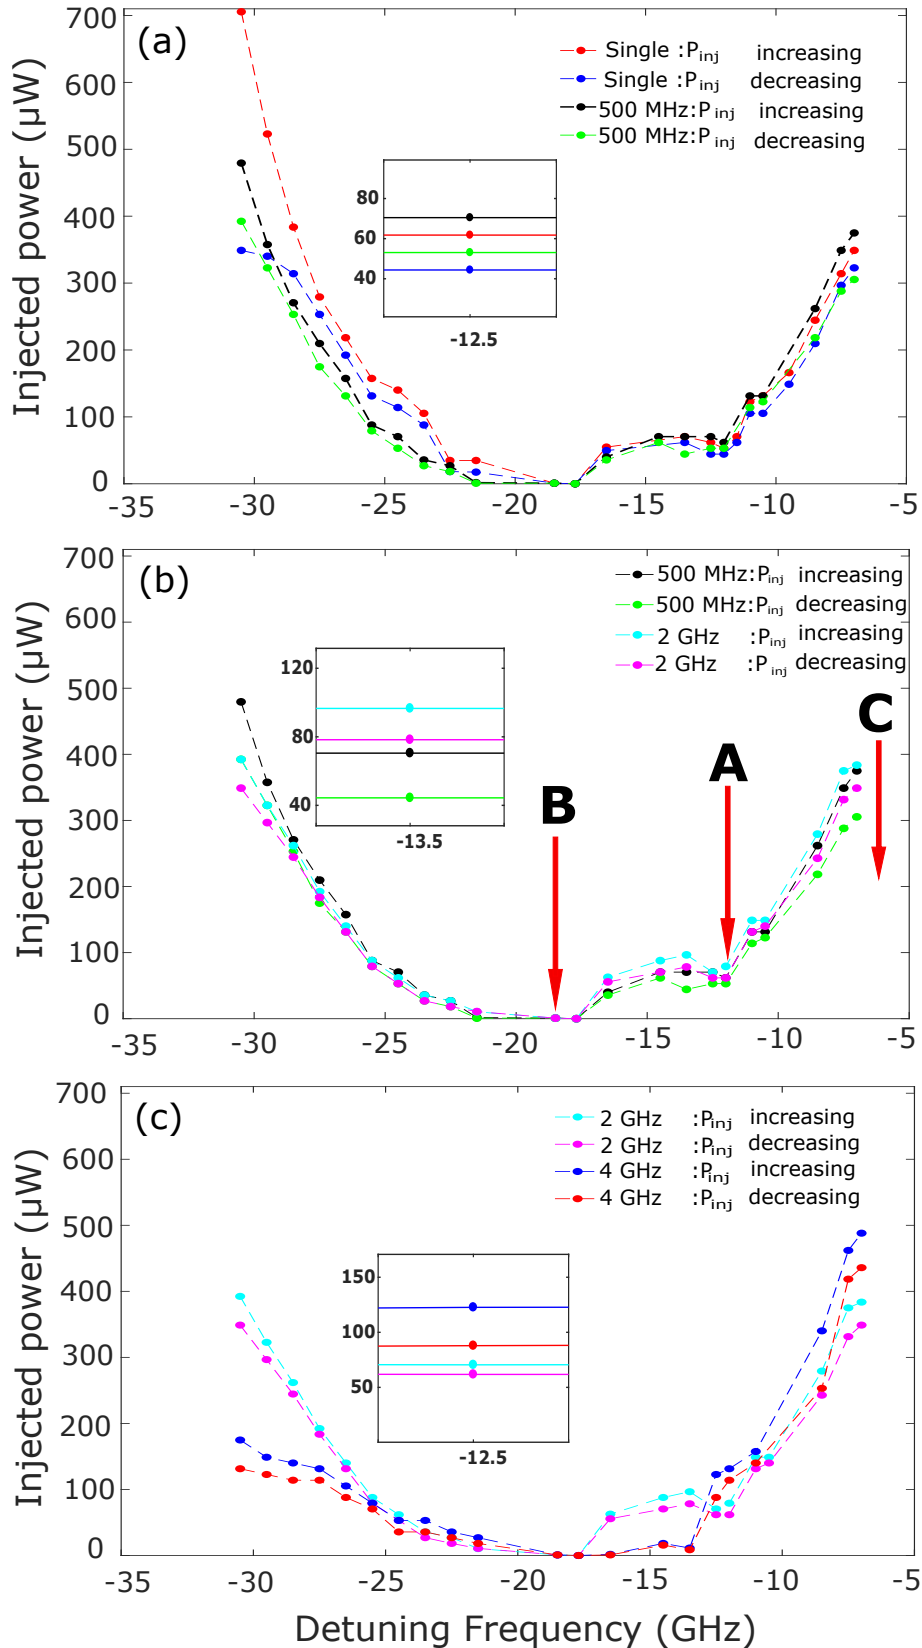 (a)
Single :Pinj increasing
Single :Pinj decreasing
500 MHz:Pinj increasing
500 MHz:Pinj decreasing
Injected power (μW)
700
600
500
400
300
200
100
0
80
60
40
-12.5
-35 -30 -25 -20 -15 -10 -5
(b)
500 MHz:Pinj increasing
500 MHz:Pinj decreasing
2 GHz :Pinj increasing
2 GHz :Pinj decreasing
Injected power (μW)
700
600
500
400
300
200
100
0
120
80
40
-13.5
B
A
C
-35 -30 -25 -20 -15 -10 -5
(c)
2 GHz :Pinj increasing
2 GHz :Pinj decreasing
4 GHz :Pinj increasing
4 GHz :Pinj decreasing
Injected power (μW)
700
600
500
400
300
200
100
0
150
100
50
-12.5
-35 -30 -25 -20 -15 -10 -5
Detuning Frequency (GHz)